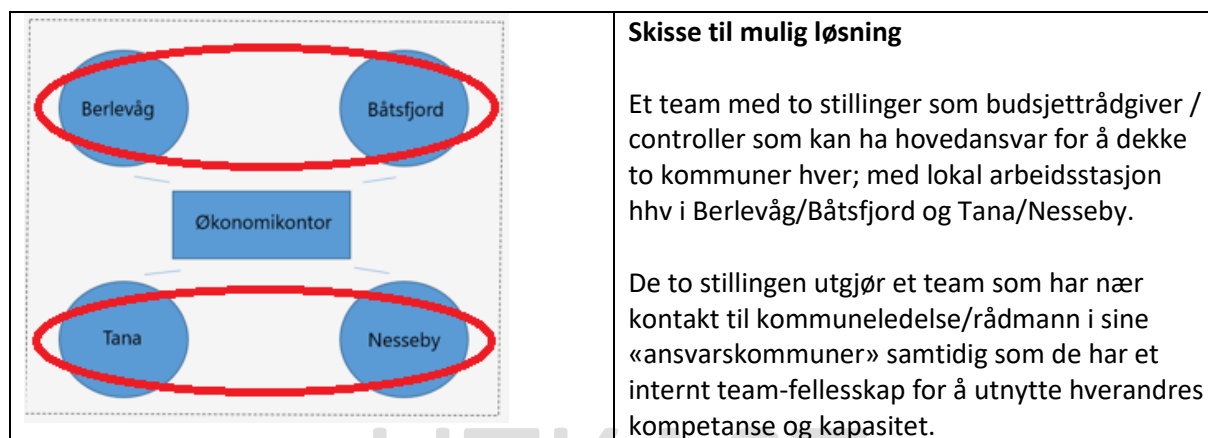 Berlevåg
Båtsfjord
Økonomikontor
Tana
Nesseby
Skisse til mulig løsning
Et team med to stillinger som budsjettrådgiver /
controller som kan ha hovedansvar for å dekke
to kommuner hver; med lokal arbeidsstasjon
hhv i Berlevåg/Båtsfjord og Tana/Nesseby.
De to stillingen utgjør et team som har nær
kontakt til kommuneledelse/rådmann i sine
«ansvarskommuner» samtidig som de har et
internt team-fellesskap for å utnytte hverandres
kompetanse og kapasitet.